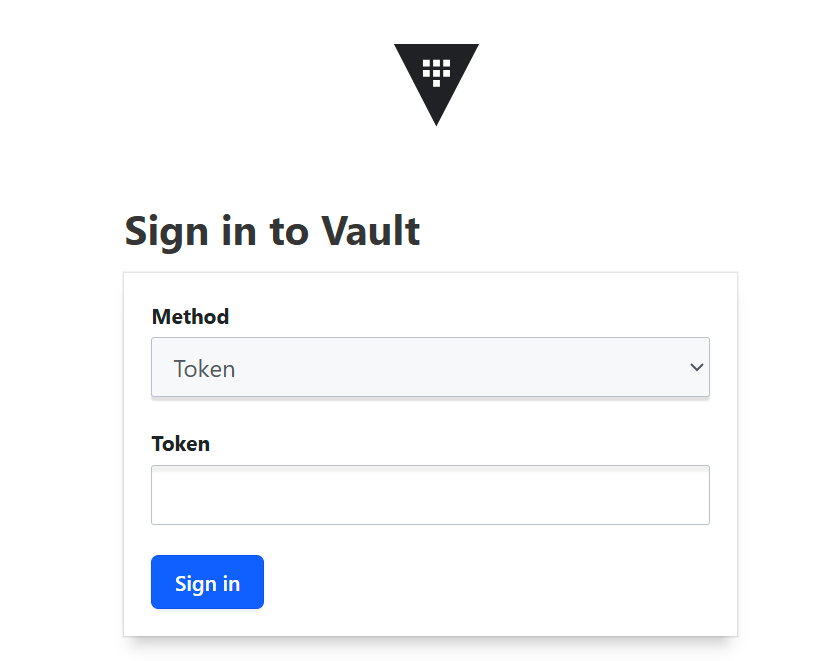 Sign in to Vault
Method
Token
Token
Sign in